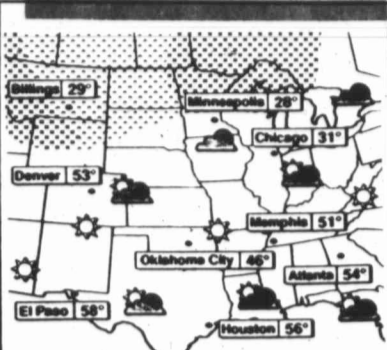 Billings 29°
Minneapolis 28°
Chicago 31°
Denver 53°
Memphis 51°
Oklahoma City 46°
Atlanta 54°
El Paso 58°
Houston 56°